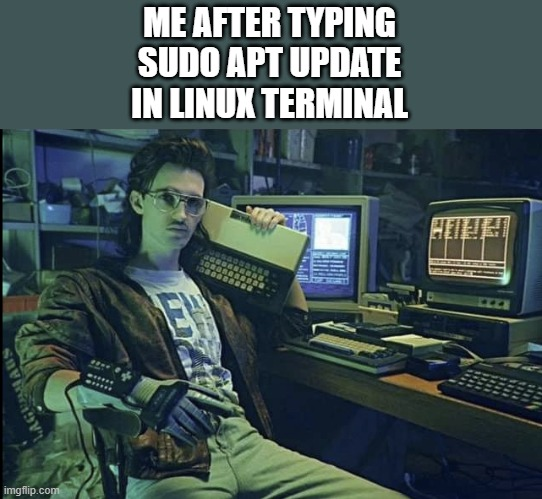 ME AFTER TYPING
SUDO APT UPDATE
IN LINUX TERMINAL
imgflip.com